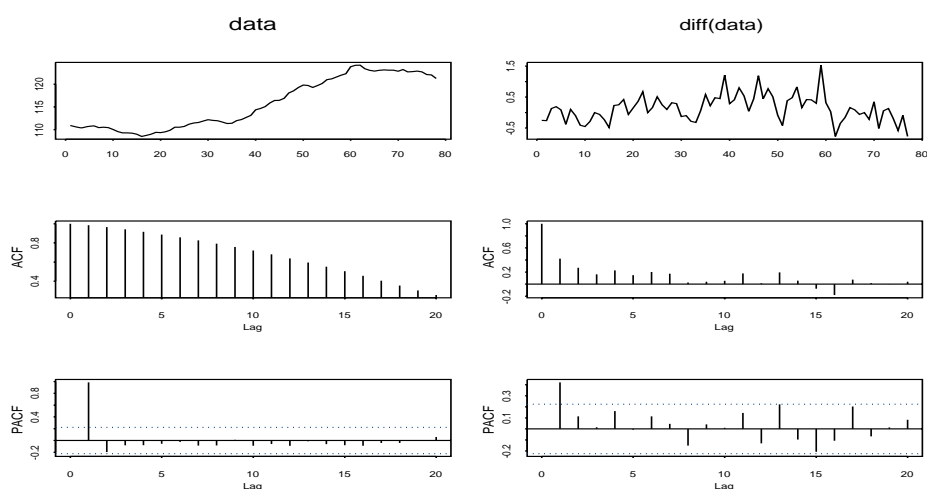 data
diff(data)
110 115 120
0 10 20 30 40 50 60 70 80
-0.5 0.5 1.5
0 10 20 30 40 50 60 70 80
ACF
0.4 0.8
0 5 10 15 20
Lag
ACF
-0.2 0.2 0.6 1.0
0 5 10 15 20
Lag
PACF
-0.2 0.4 0.8
0 5 10 15 20
Lag
PACF
-0.2 0.1 0.3
0 5 10 15 20
Lag